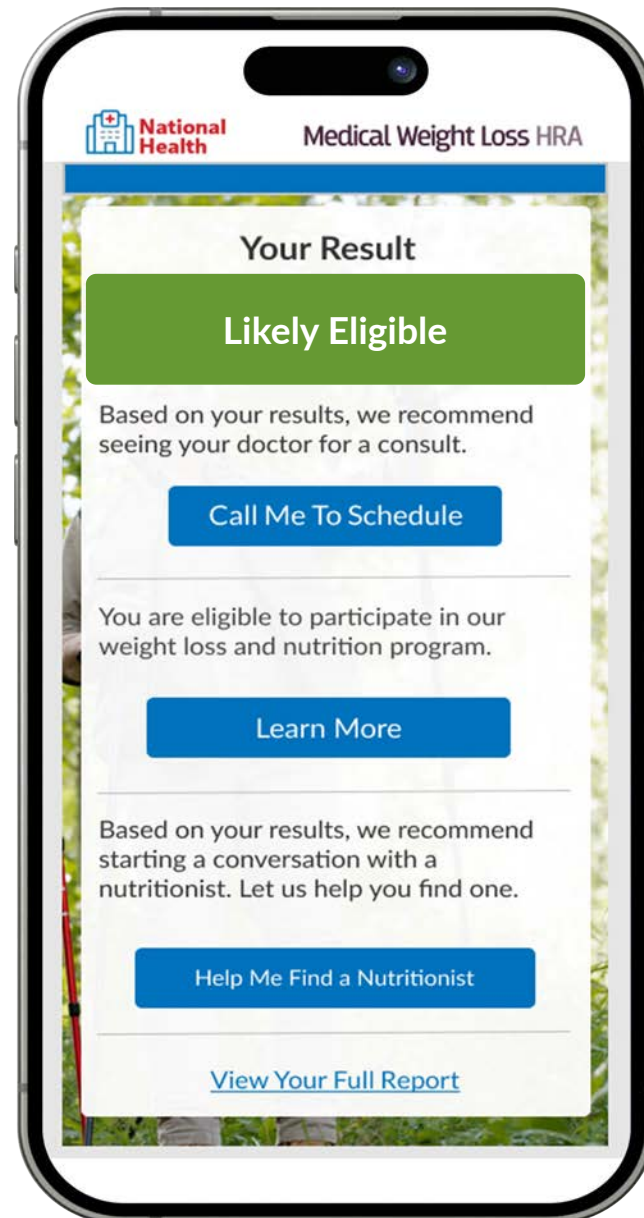 National
Health
Medical Weight Loss HRA
Your Result
Likely Eligible
Based on your results, we recommend
seeing your doctor for a consult.
Call Me To Schedule
You are eligible to participate in our
weight loss and nutrition program.
Learn More
Based on your results, we recommend
starting a conversation with a
nutritionist. Let us help you find one.
Help Me Find a Nutritionist
View Your Full Report